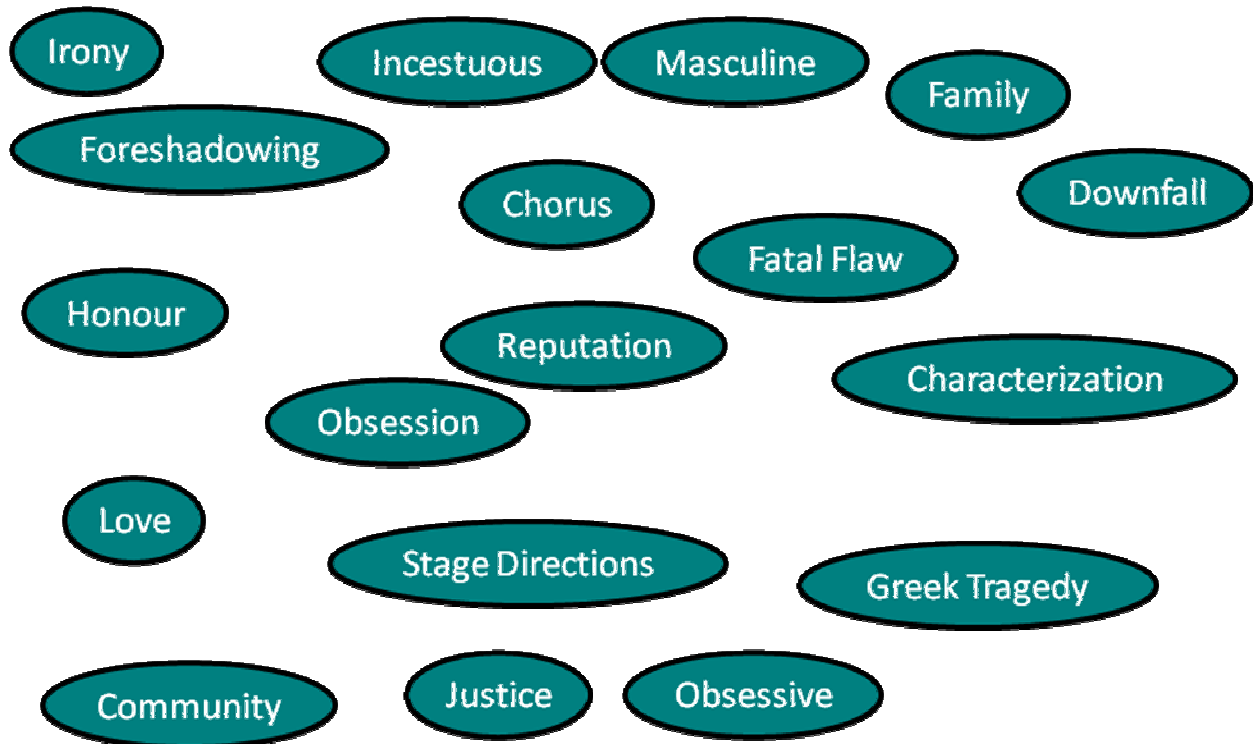 Irony
Incestuous
Masculine
Family
Foreshadowing
Chorus
Downfall
Fatal Flaw
Honour
Reputation
Characterization
Obsession
Love
Stage Directions
Greek Tragedy
Community
Justice
Obsessive